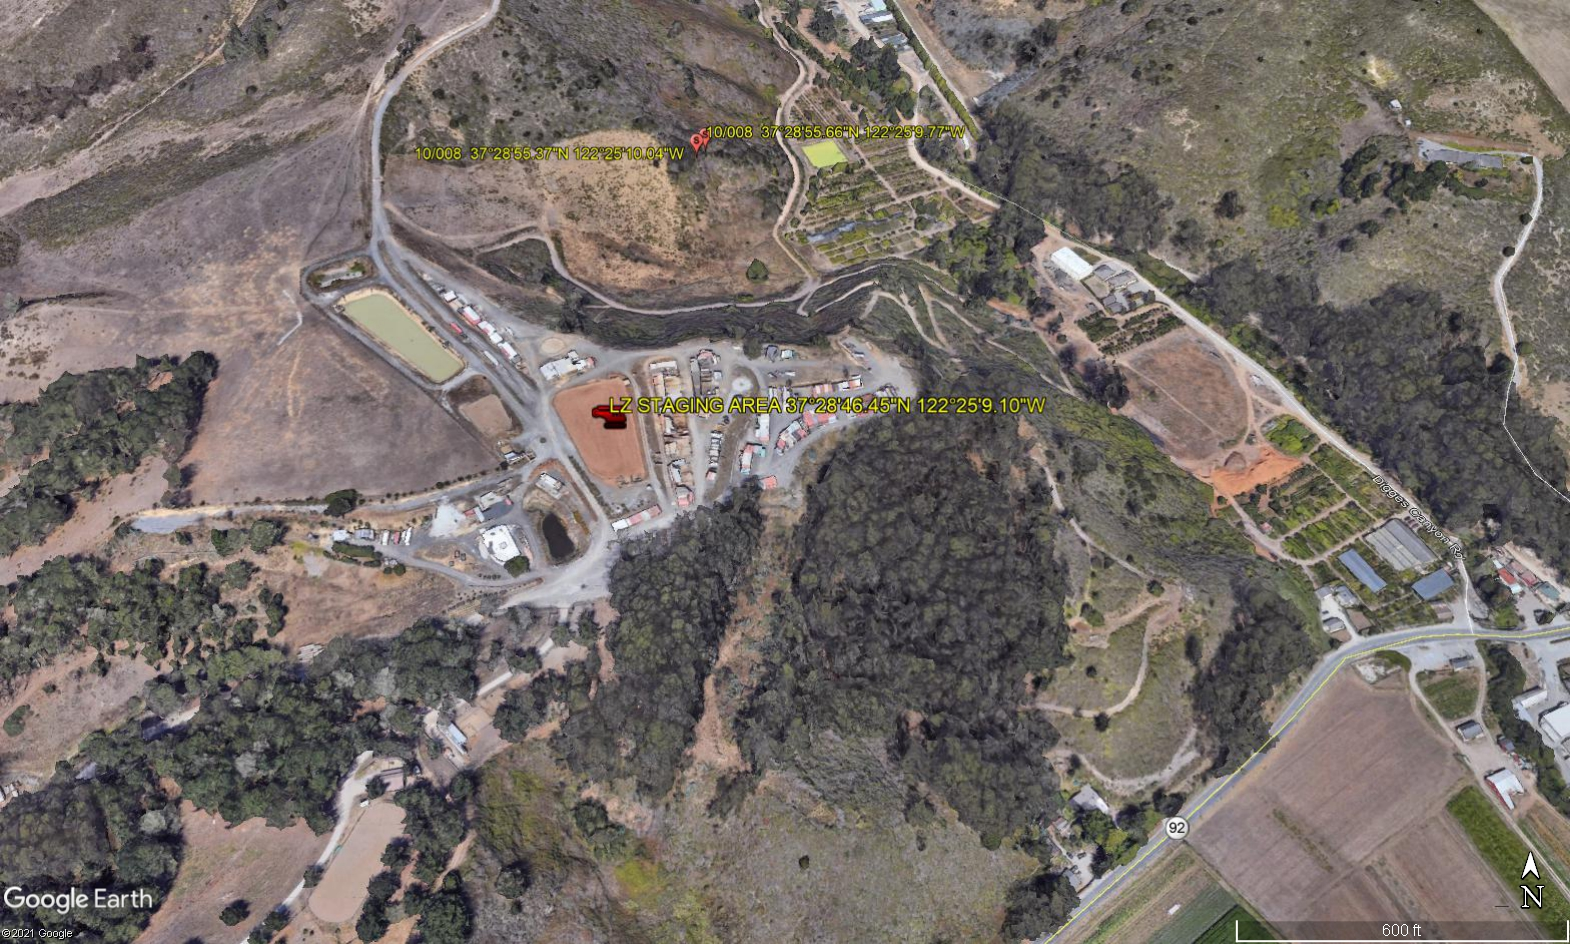 10/008  37°28'55.66"N 122°25'9.77"W
10/008  37°28'55.37"N 122°25'10.04"W
LZ STAGING AREA 37°28'46.45"N 122°25'9.10"W
Digges Canyon Rd
92
N
Google Earth
600 ft
©2021 Google